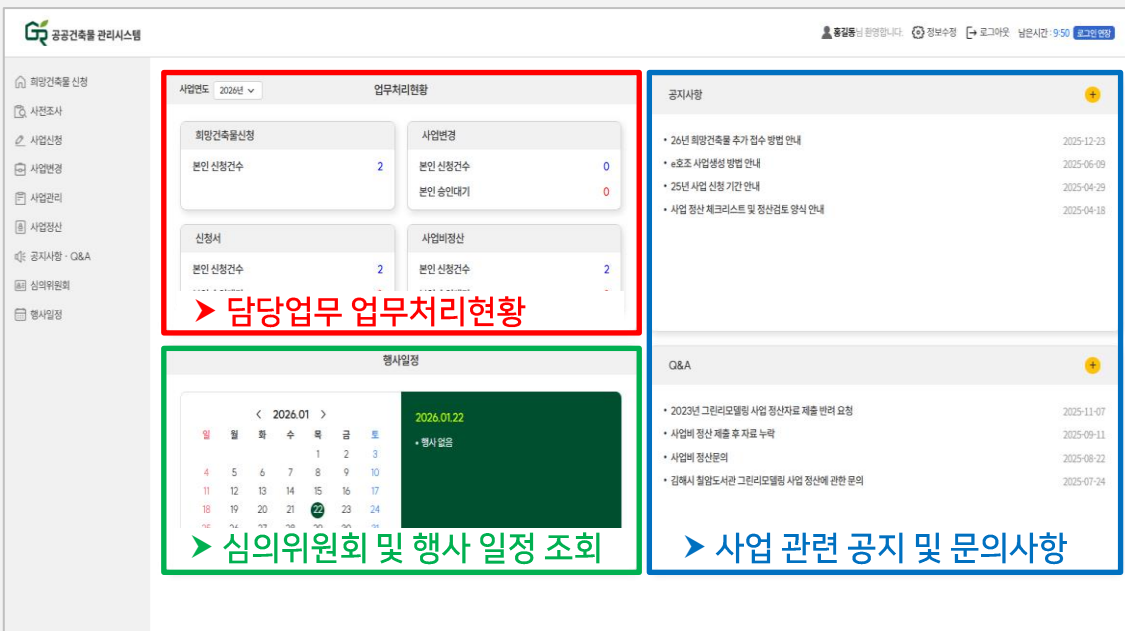 GR 공공건축물 관리시스템
홍길동님 환영합니다. 정보수정 로그아웃 남은시간 : 9:50 로그인 연장
희망건축물 신청
사전조사
사업신청
사업변경
사업관리
사업정산
공지사항 · Q&A
심의위원회
행사일정
사업연도 2026년 업무처리현황
희망건축물신청
본인 신청건수 2
사업변경
본인 신청건수 0
본인 승인대기 0
신청서
본인 신청건수 2
사업비정산
본인 신청건수 2
➤ 담당업무 업무처리현황
행사일정
< 2026.01 >
일 월 화 수 목 금 토
1 2 3
4 5 6 7 8 9 10
11 12 13 14 15 16 17
18 19 20 21 22 23 24
2026.01.22
• 행사 없음
➤ 심의위원회 및 행사 일정 조회
공지사항 +
• 26년 희망건축물 추가 접수 방법 안내 2025-12-23
• e호조 사업생성 방법 안내 2025-06-09
• 25년 사업 신청 기간 안내 2025-04-29
• 사업 정산 체크리스트 및 정산검토 양식 안내 2025-04-18
Q&A +
• 2023년 그린리모델링 사업 정산자료 제출 반려 요청 2025-11-07
• 사업비 정산 제출 후 자료 누락 2025-09-11
• 사업비 정산문의 2025-08-22
• 김해시 칠암도서관 그린리모델링 사업 정산에 관한 문의 2025-07-24
➤ 사업 관련 공지 및 문의사항